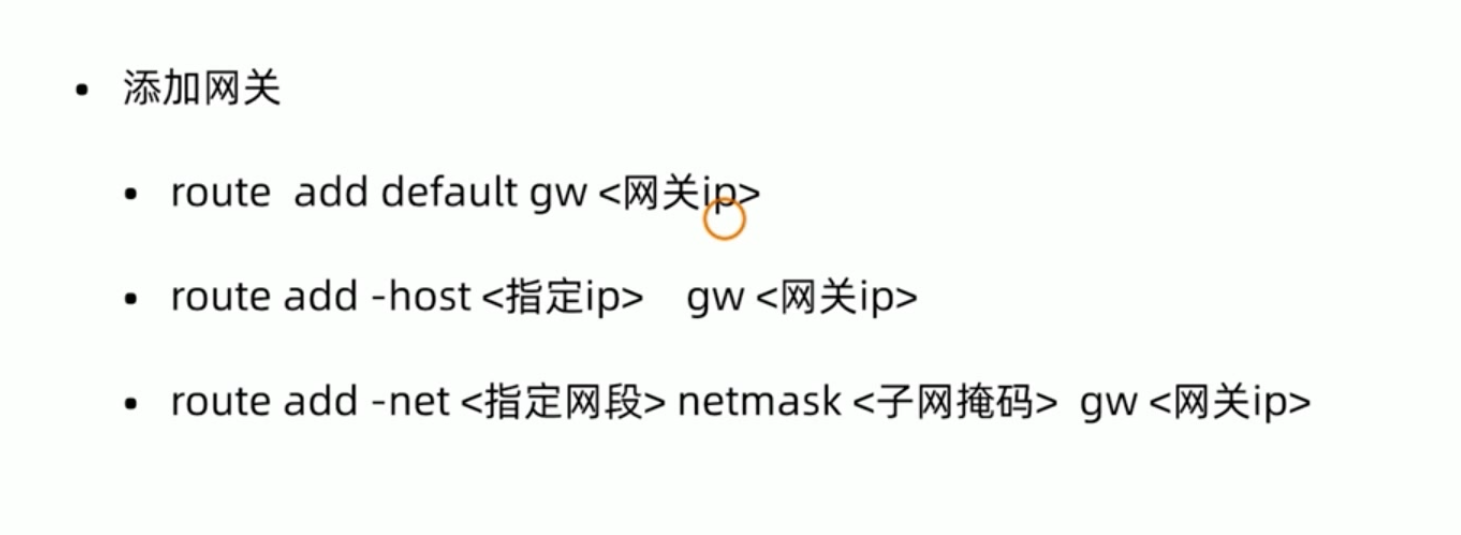 • 添加网关
• route  add default gw <网关ip>
• route add -host <指定ip>    gw <网关ip>
• route add -net <指定网段> netmask <子网掩码>  gw <网关ip>